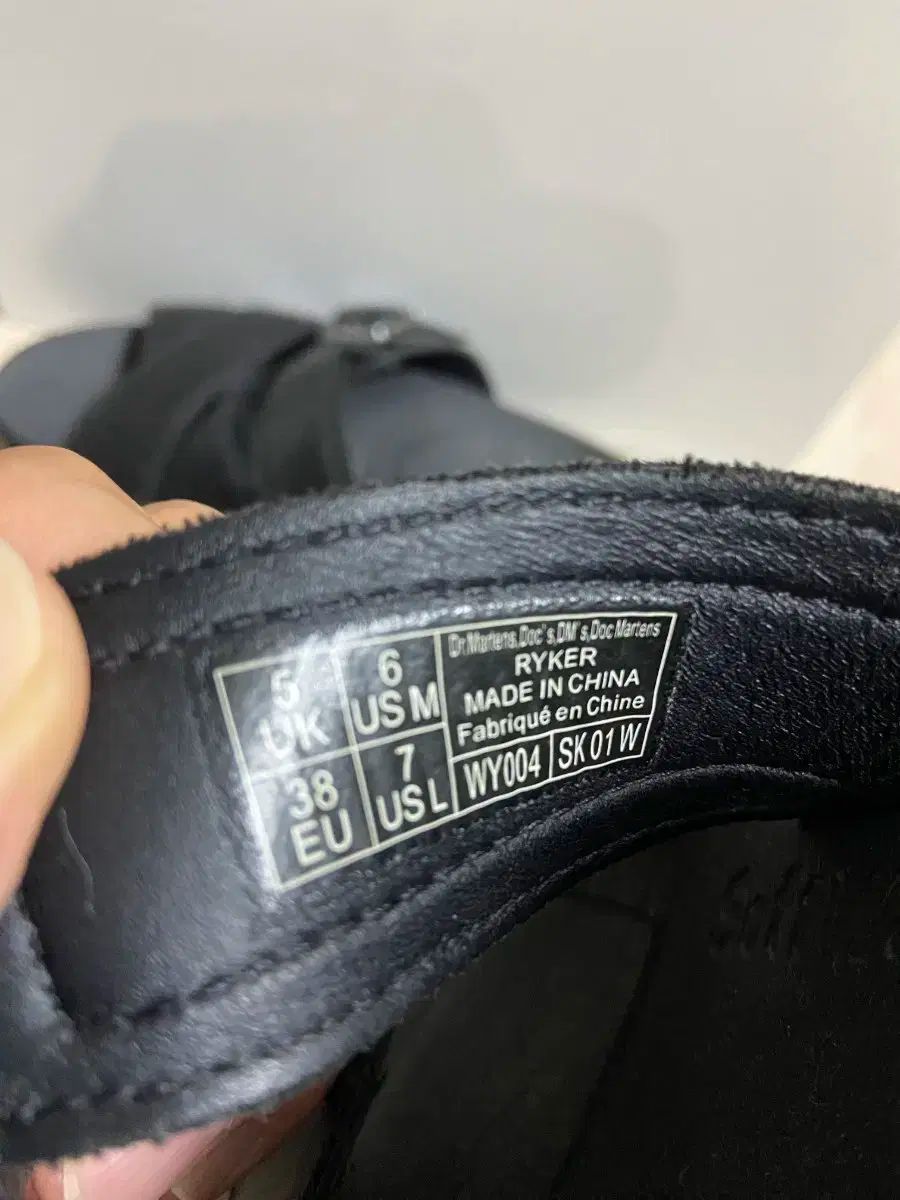 5
UK
6
US M
38
EU
7
US L
Dr.Martens,Doc's,DM's,Doc Martens
RYKER
MADE IN CHINA
Fabriqué en Chine
WY004
SK 01 W